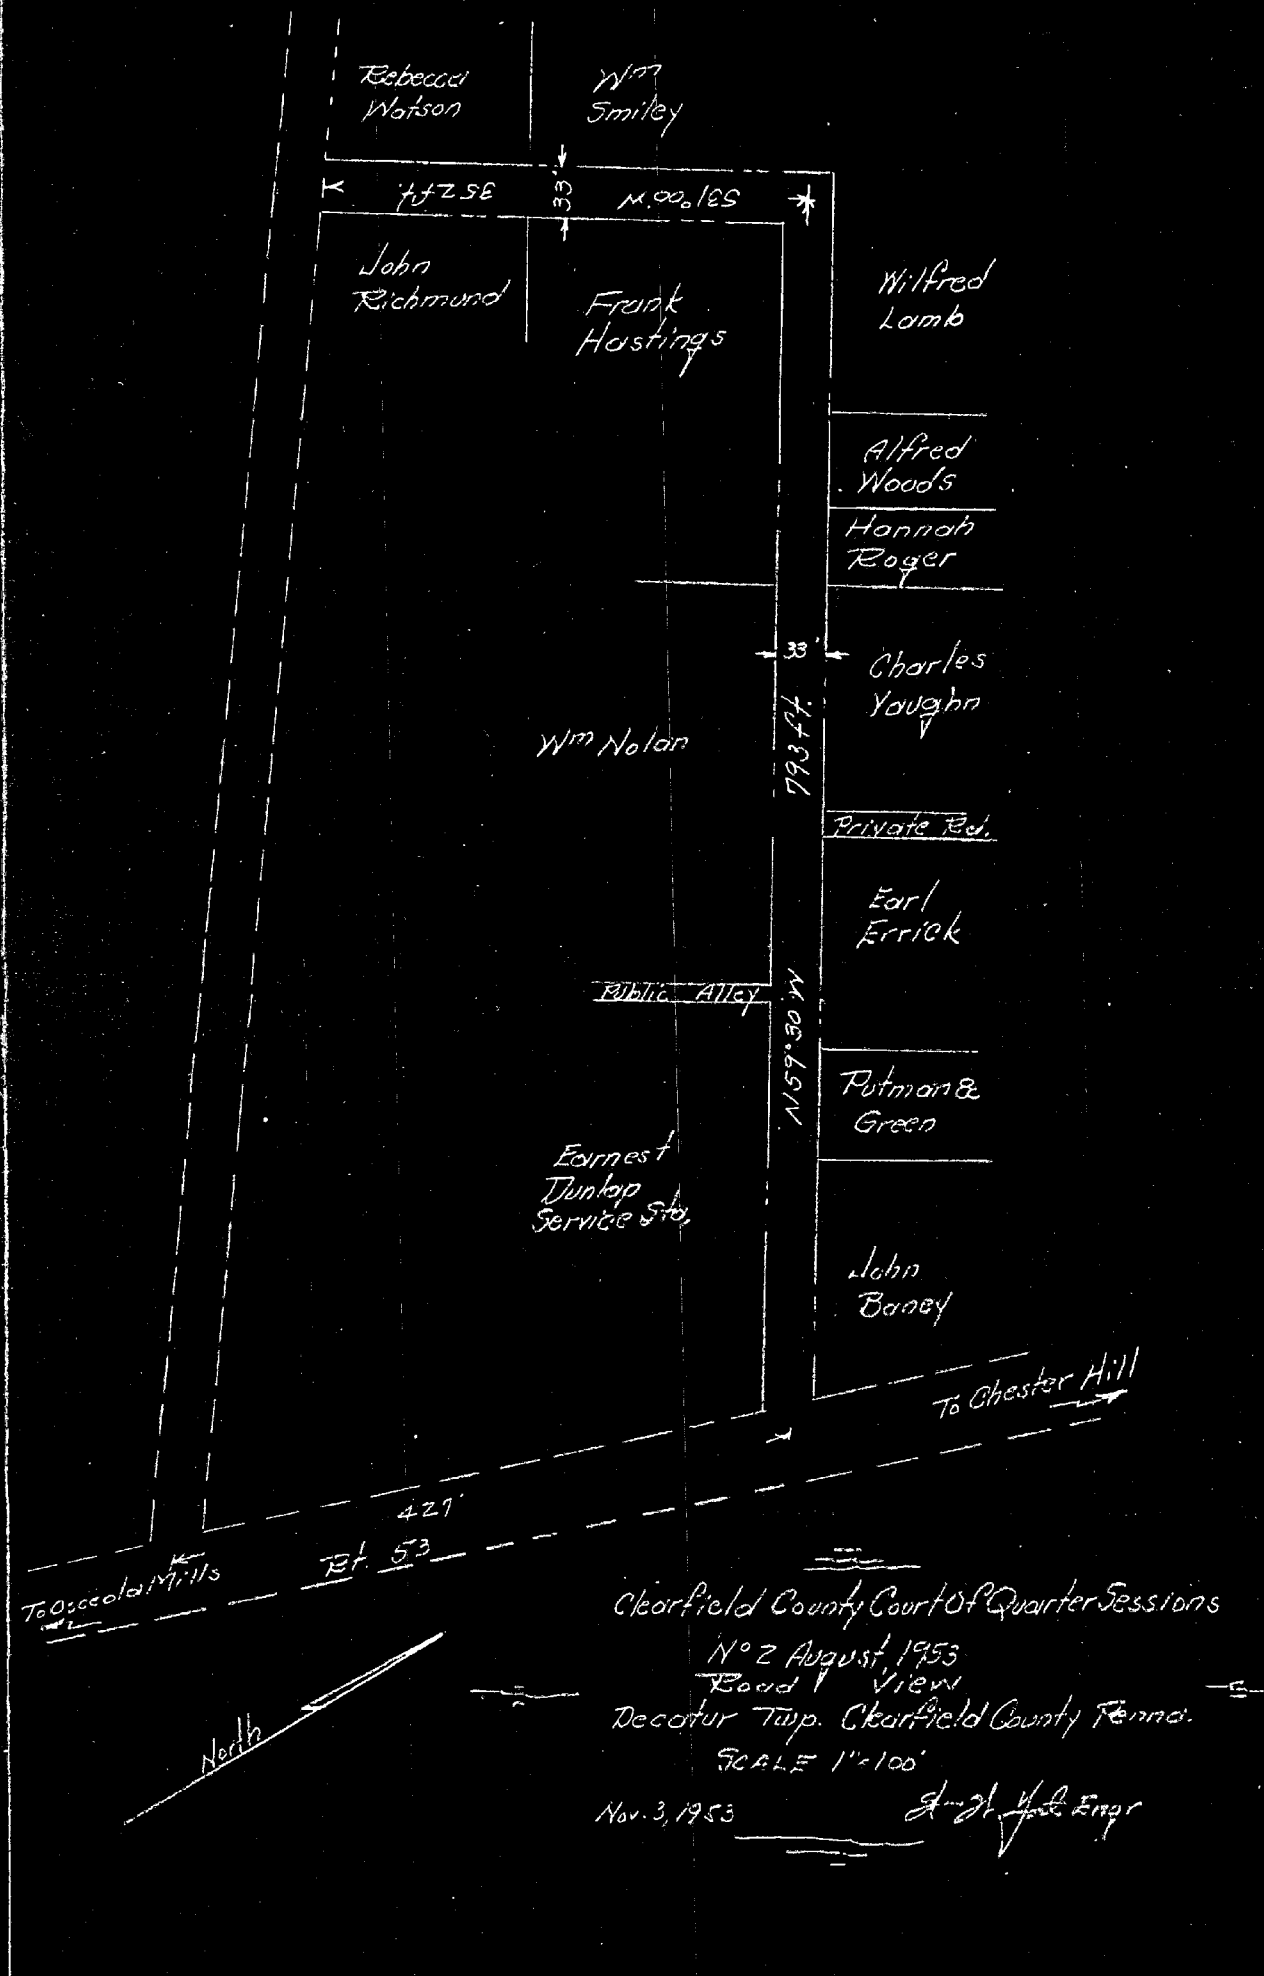 Rebecca
Watson
Wm
Smiley
352 ft.
33'
S31°00'W
John
Richmund
Frank
Hastings
Wilfred
Lamb
Alfred
Woods
Hannah
Roger
33'
Charles
Vaughn
793 ft.
Wm Nolan
Private Rd.
Earl
Errick
Public Alley
N59°30'W
Putman &
Green
Earnest
Dunlap
Service Sta.
John
Baney
To Chester Hill
427'
Rt. 53
To Osceola Mills
North
Clearfield County Court Of Quarter Sessions
No 2 August, 1953
Road View
Decatur Twp. Clearfield County Penna.
SCALE 1"=100'
Nov. 3, 1953
Engr